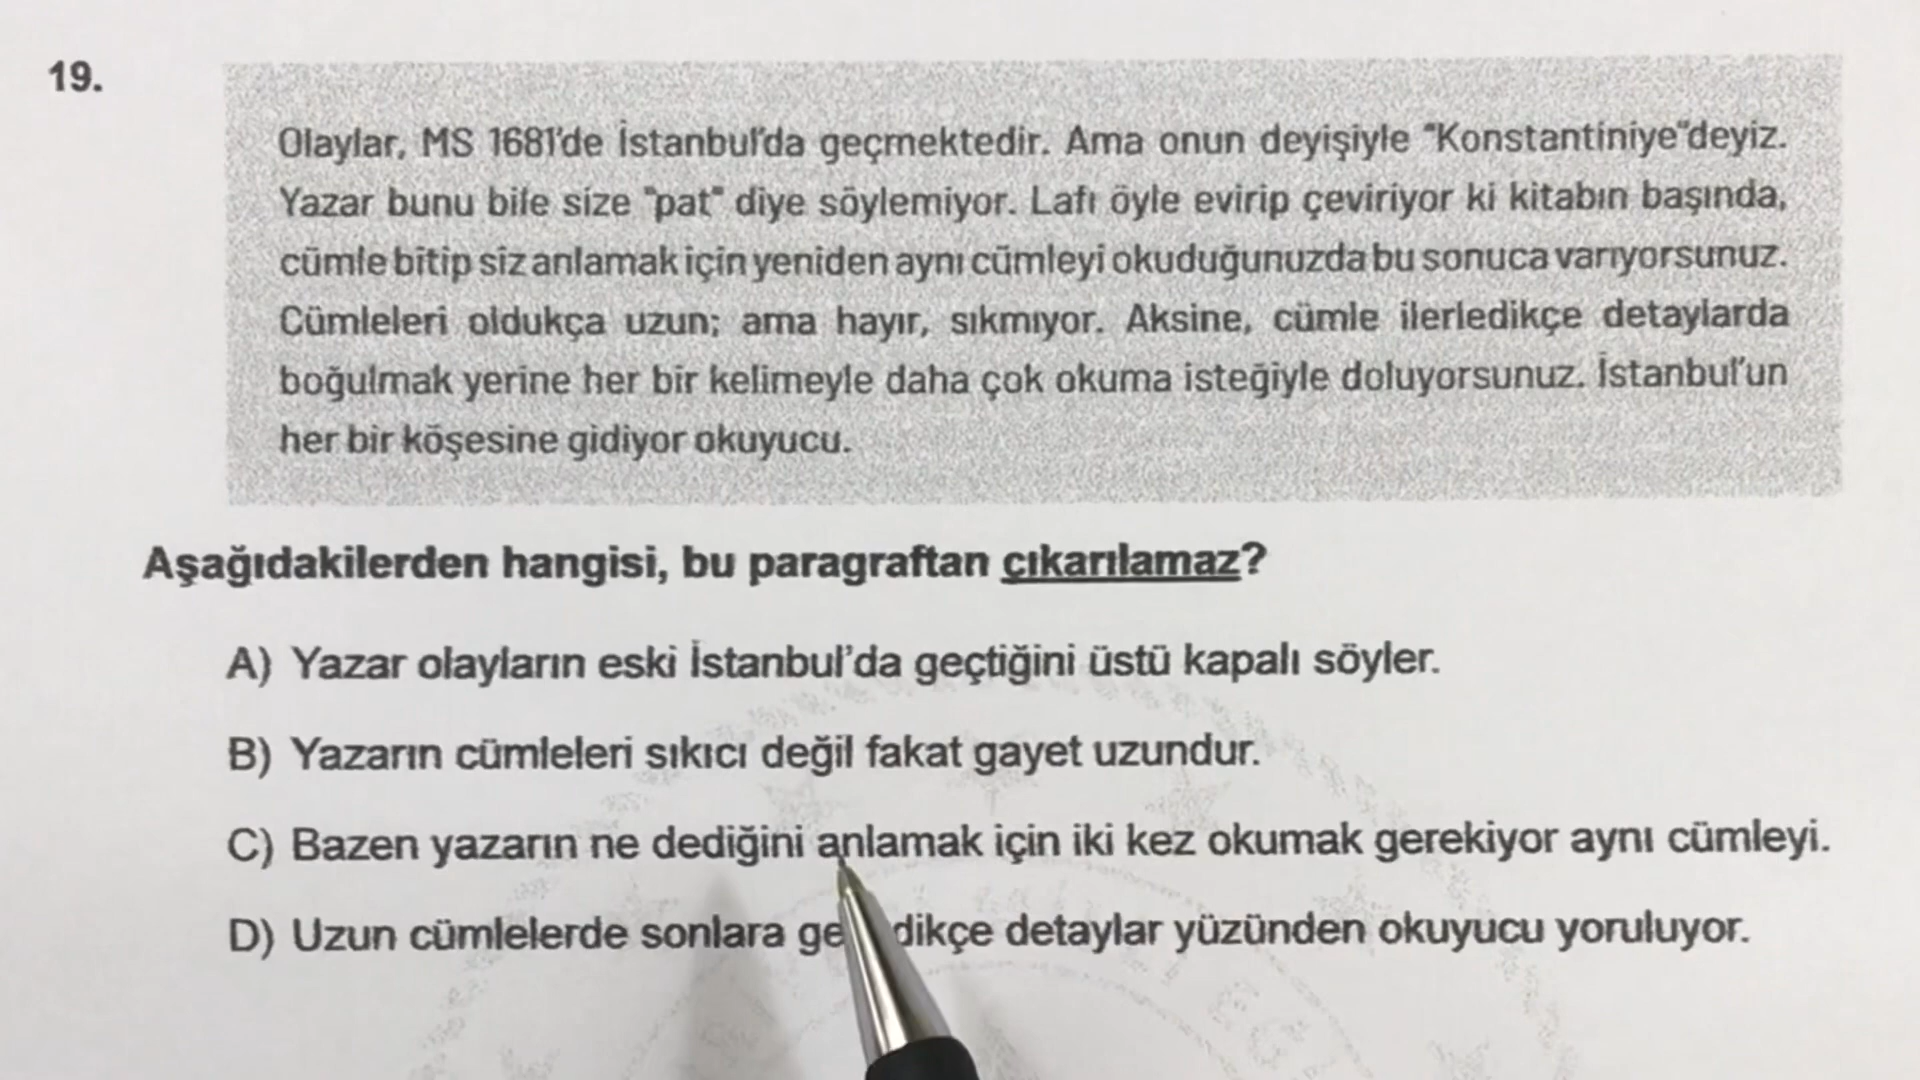 19.
Olaylar, MS 1681'de İstanbul'da geçmektedir. Ama onun deyişiyle "Konstantiniye"deyiz.
Yazar bunu bile size "pat" diye söylemiyor. Lafı öyle evirip çeviriyor ki kitabın başında,
cümle bitip siz anlamak için yeniden aynı cümleyi okuduğunuzda bu sonuca varıyorsunuz.
Cümleleri oldukça uzun; ama hayır, sıkmıyor. Aksine, cümle ilerledikçe detaylarda
boğulmak yerine her bir kelimeyle daha çok okuma isteğiyle doluyorsunuz. İstanbul'un
her bir köşesine gidiyor okuyucu.
Aşağıdakilerden hangisi, bu paragraftan çıkarılamaz?
A) Yazar olayların eski İstanbul'da geçtiğini üstü kapalı söyler.
B) Yazarın cümleleri sıkıcı değil fakat gayet uzundur.
C) Bazen yazarın ne dediğini anlamak için iki kez okumak gerekiyor aynı cümleyi.
D) Uzun cümlelerde sonlara ge dikçe detaylar yüzünden okuyucu yoruluyor.